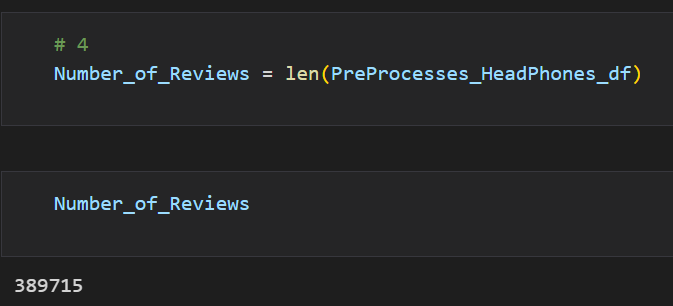 # 4
Number_of_Reviews = len(PreProcesses_HeadPhones_df)
Number_of_Reviews
389715